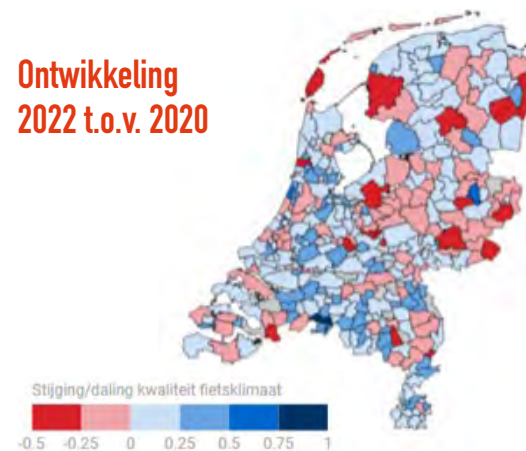 Ontwikkeling
2022 t.o.v. 2020
Stijging/daling kwaliteit fietsklimaat
-0.5 -0.25 0 0.25 0.5 0.75 1